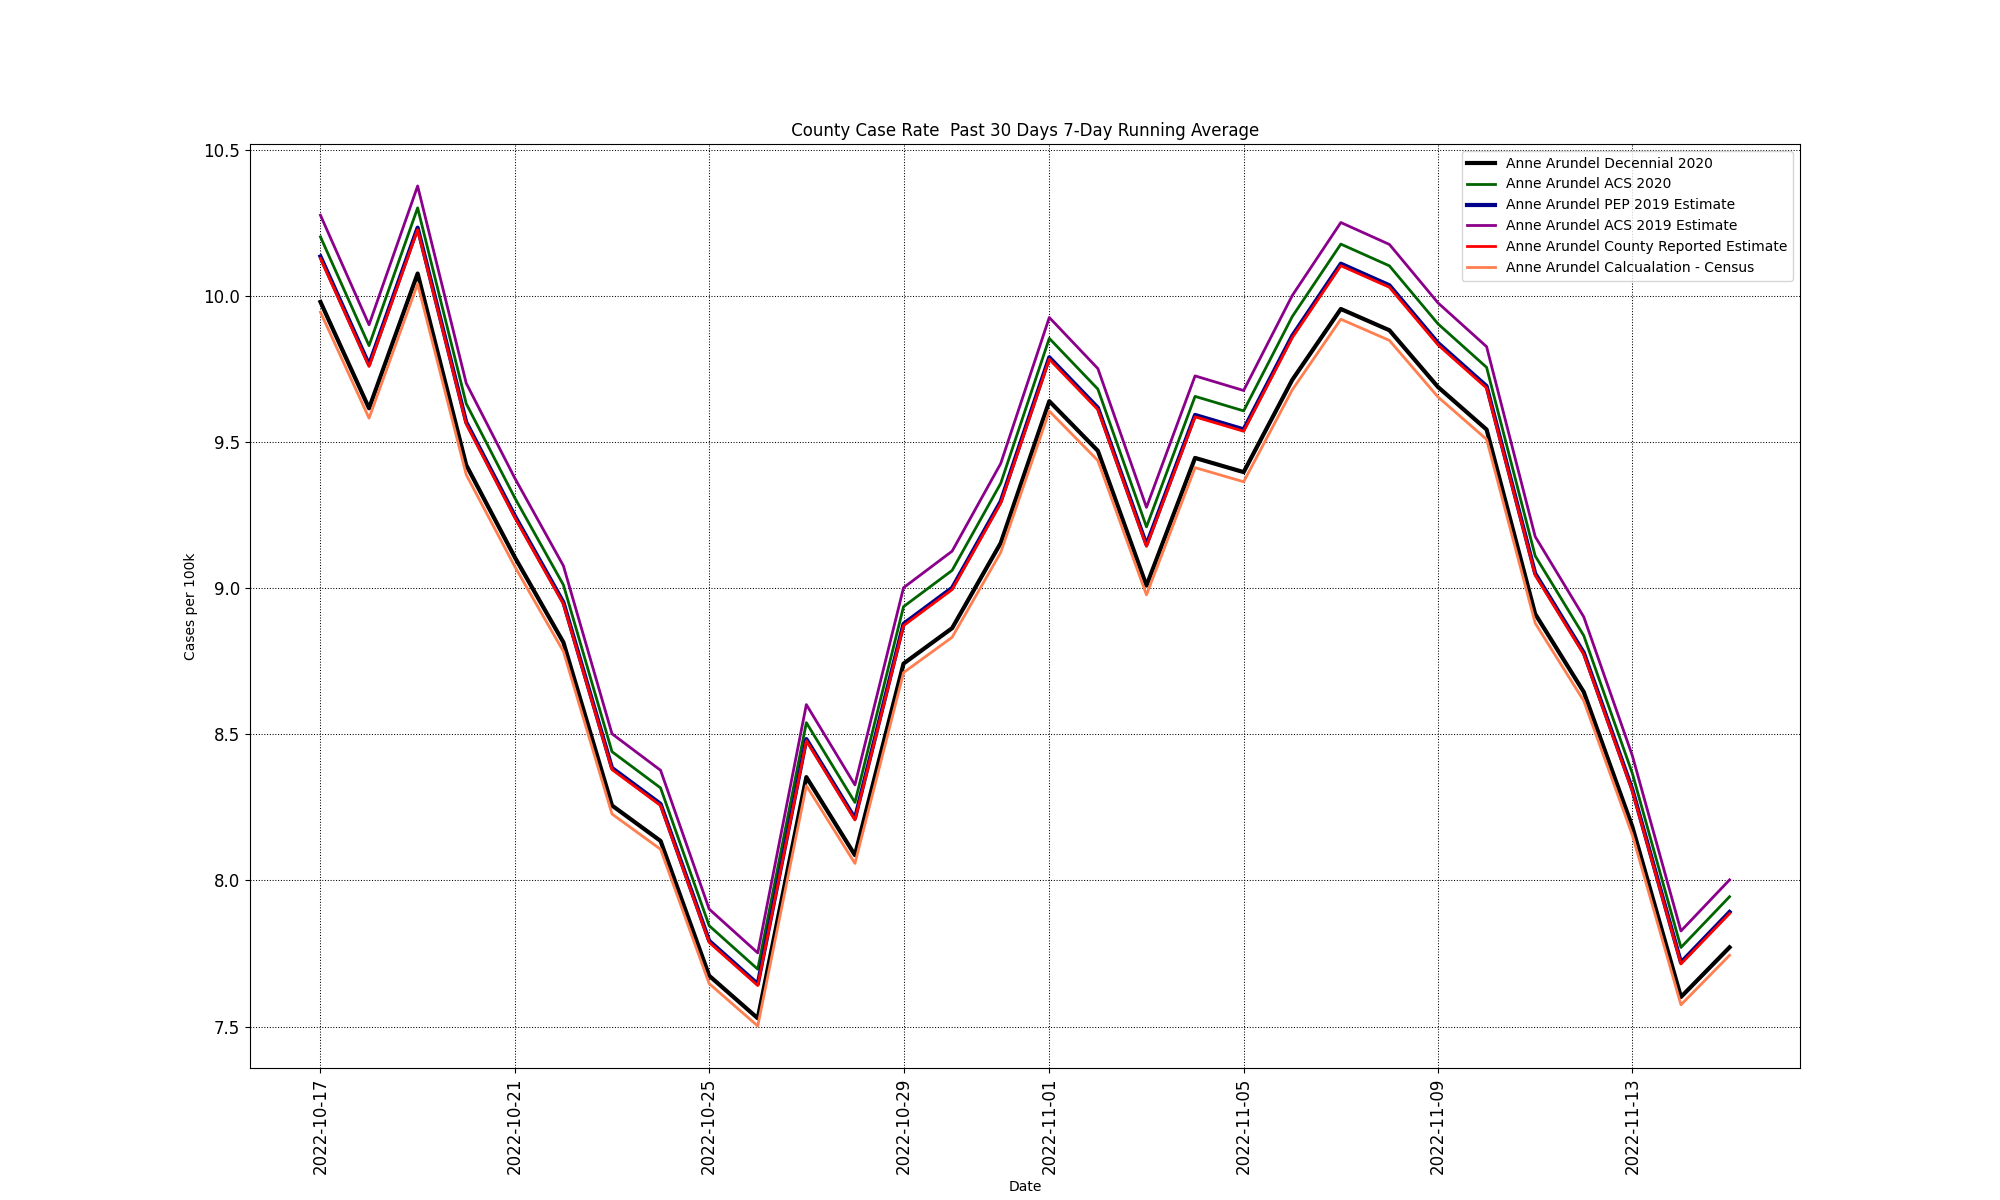 County Case Rate  Past 30 Days 7-Day Running Average
10.5
10.0
9.5
9.0
8.5
8.0
7.5
Cases per 100k
Anne Arundel Decennial 2020
Anne Arundel ACS 2020
Anne Arundel PEP 2019 Estimate
Anne Arundel ACS 2019 Estimate
Anne Arundel County Reported Estimate
Anne Arundel Calcualation - Census
2022-10-17
2022-10-21
2022-10-25
2022-10-29
2022-11-01
2022-11-05
2022-11-09
2022-11-13
Date